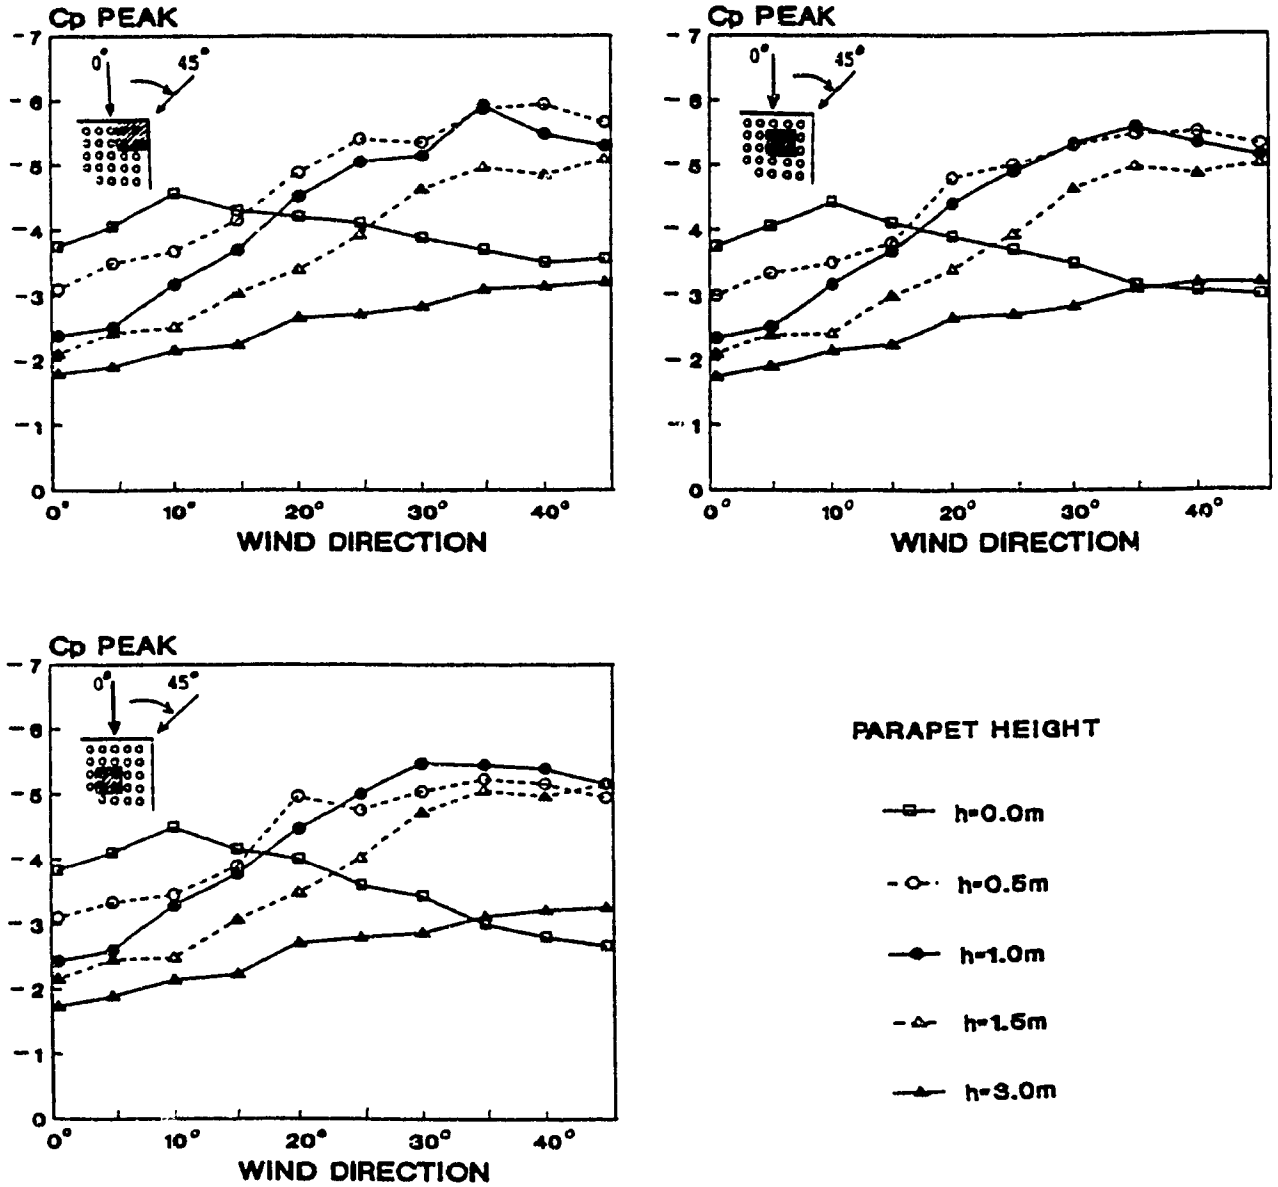 Cp PEAK
-7
-6
-5
-4
-3
-2
-1
0
0° 45°
0° 10° 20° 30° 40°
WIND DIRECTION
Cp PEAK
-7
-6
-5
-4
-3
-2
-1
0
0° 45°
0° 10° 20° 30° 40°
WIND DIRECTION
Cp PEAK
-7
-6
-5
-4
-3
-2
-1
0
0° 45°
0° 10° 20° 30° 40°
WIND DIRECTION
PARAPET HEIGHT
h=0.0m
h=0.5m
h=1.0m
h=1.5m
h=3.0m